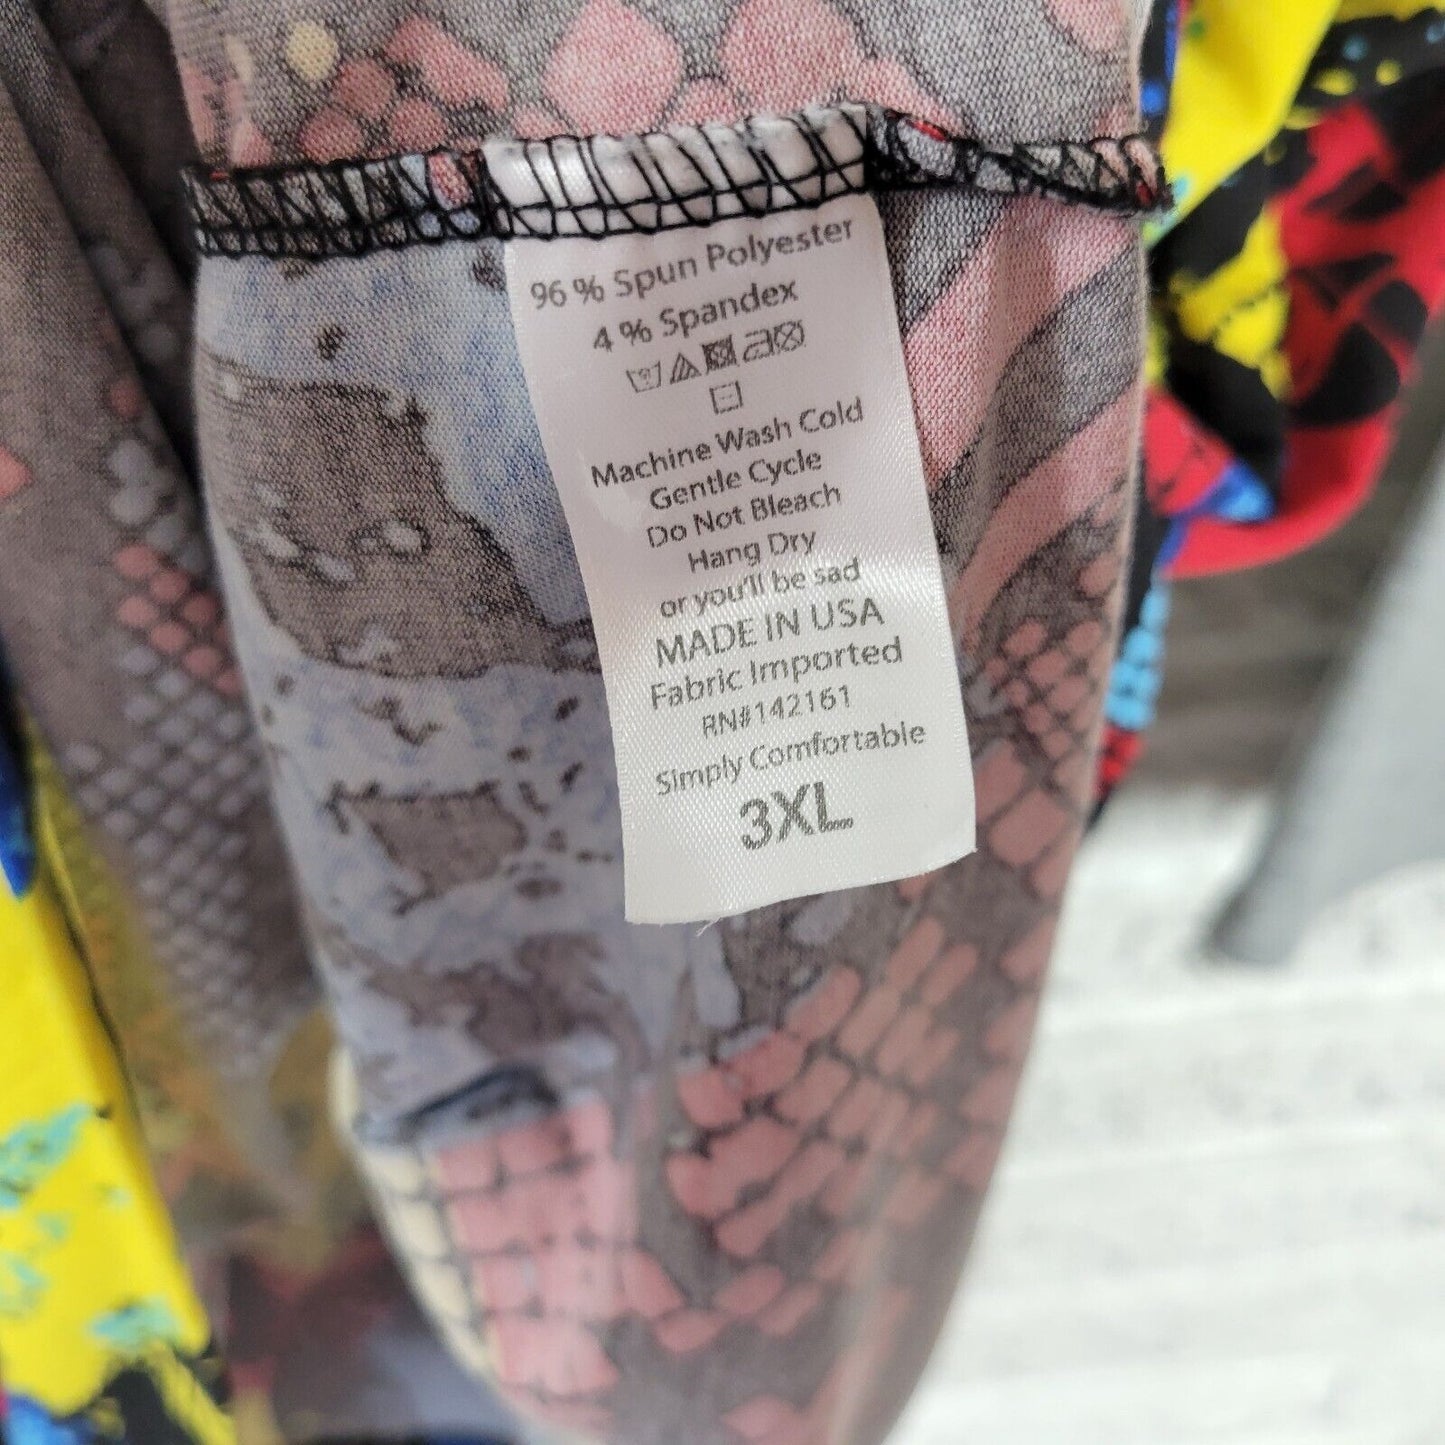 96 % Spun Polyester
4 % Spandex
Machine Wash Cold
Gentle Cycle
Do Not Bleach
Hang Dry
or you'll be sad
MADE IN USA
Fabric Imported
RN#142161
Simply Comfortable
3XL